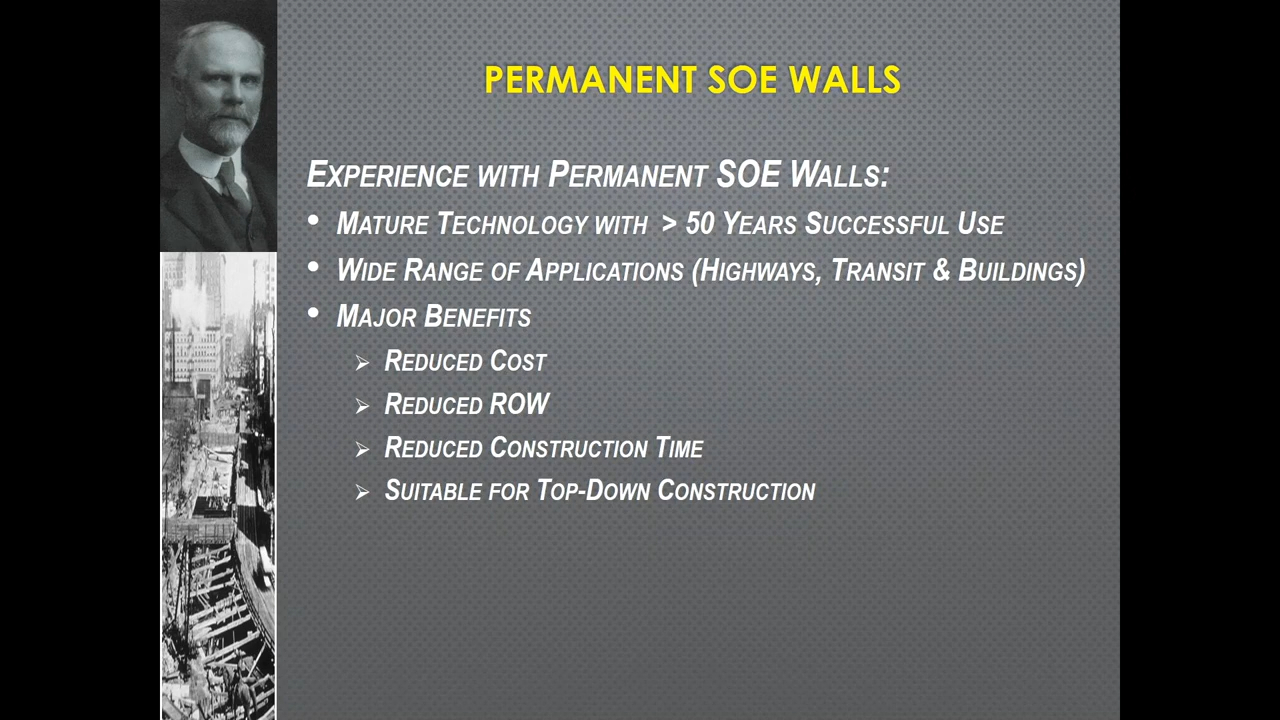 PERMANENT SOE WALLS
EXPERIENCE WITH PERMANENT SOE WALLS:
• MATURE TECHNOLOGY WITH > 50 YEARS SUCCESSFUL USE
• WIDE RANGE OF APPLICATIONS (HIGHWAYS, TRANSIT & BUILDINGS)
• MAJOR BENEFITS
➢ REDUCED COST
➢ REDUCED ROW
➢ REDUCED CONSTRUCTION TIME
➢ SUITABLE FOR TOP-DOWN CONSTRUCTION